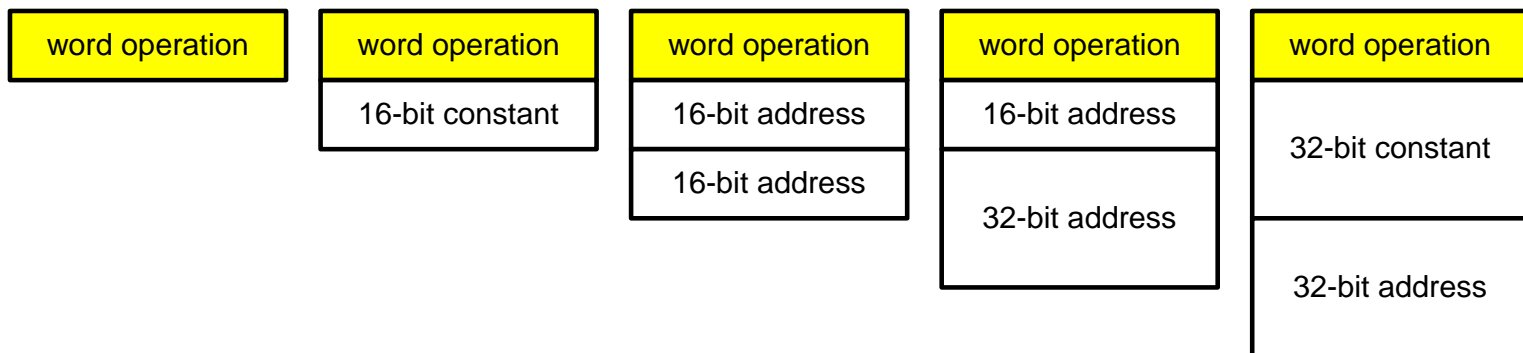 word operation
word operation
16-bit constant
word operation
16-bit address
16-bit address
word operation
16-bit address
32-bit address
word operation
32-bit constant
32-bit address